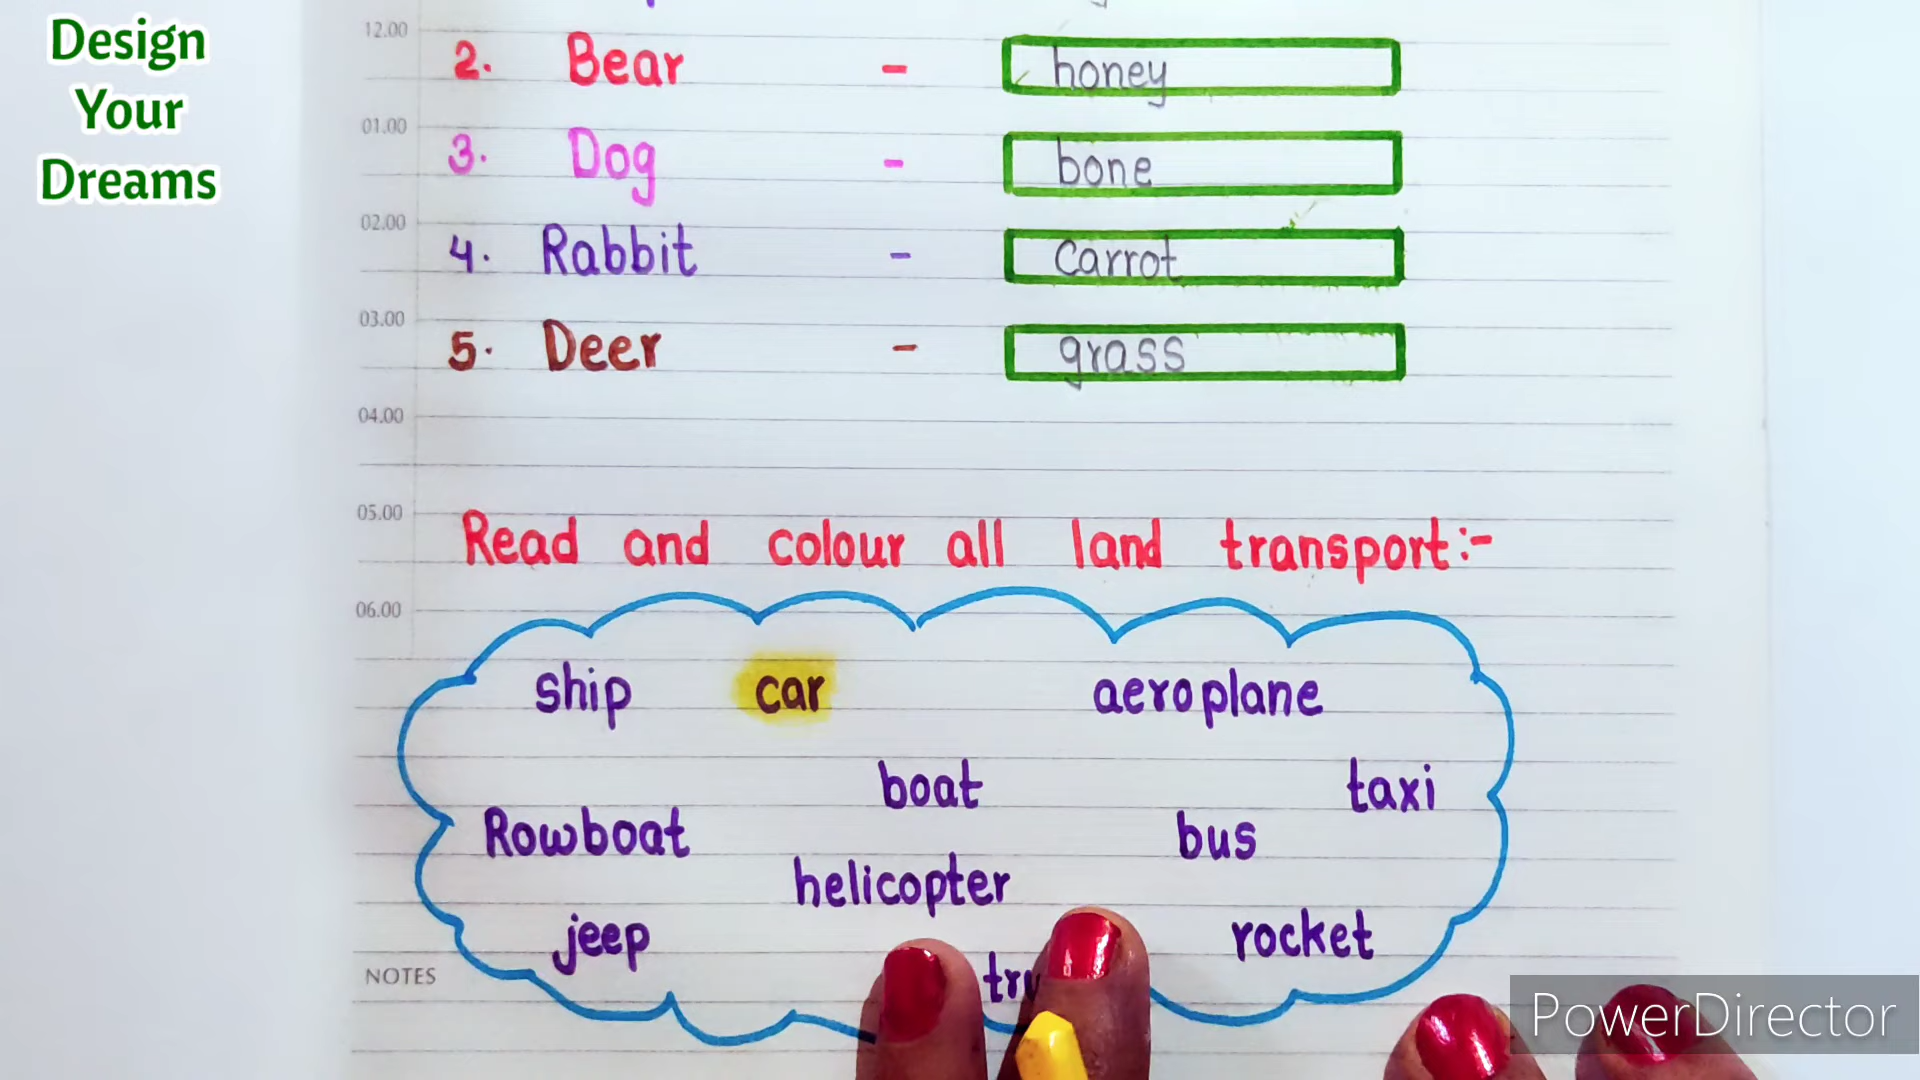 Design
Your
Dreams
12.00
2. Bear - honey
01.00
3. Dog - bone
02.00
4. Rabbit - carrot
03.00
5. Deer - grass
04.00
05.00
Read and colour all land transport:-
06.00
ship car aeroplane
boat taxi
Rowboat bus
helicopter
jeep rocket
NOTES
PowerDirector